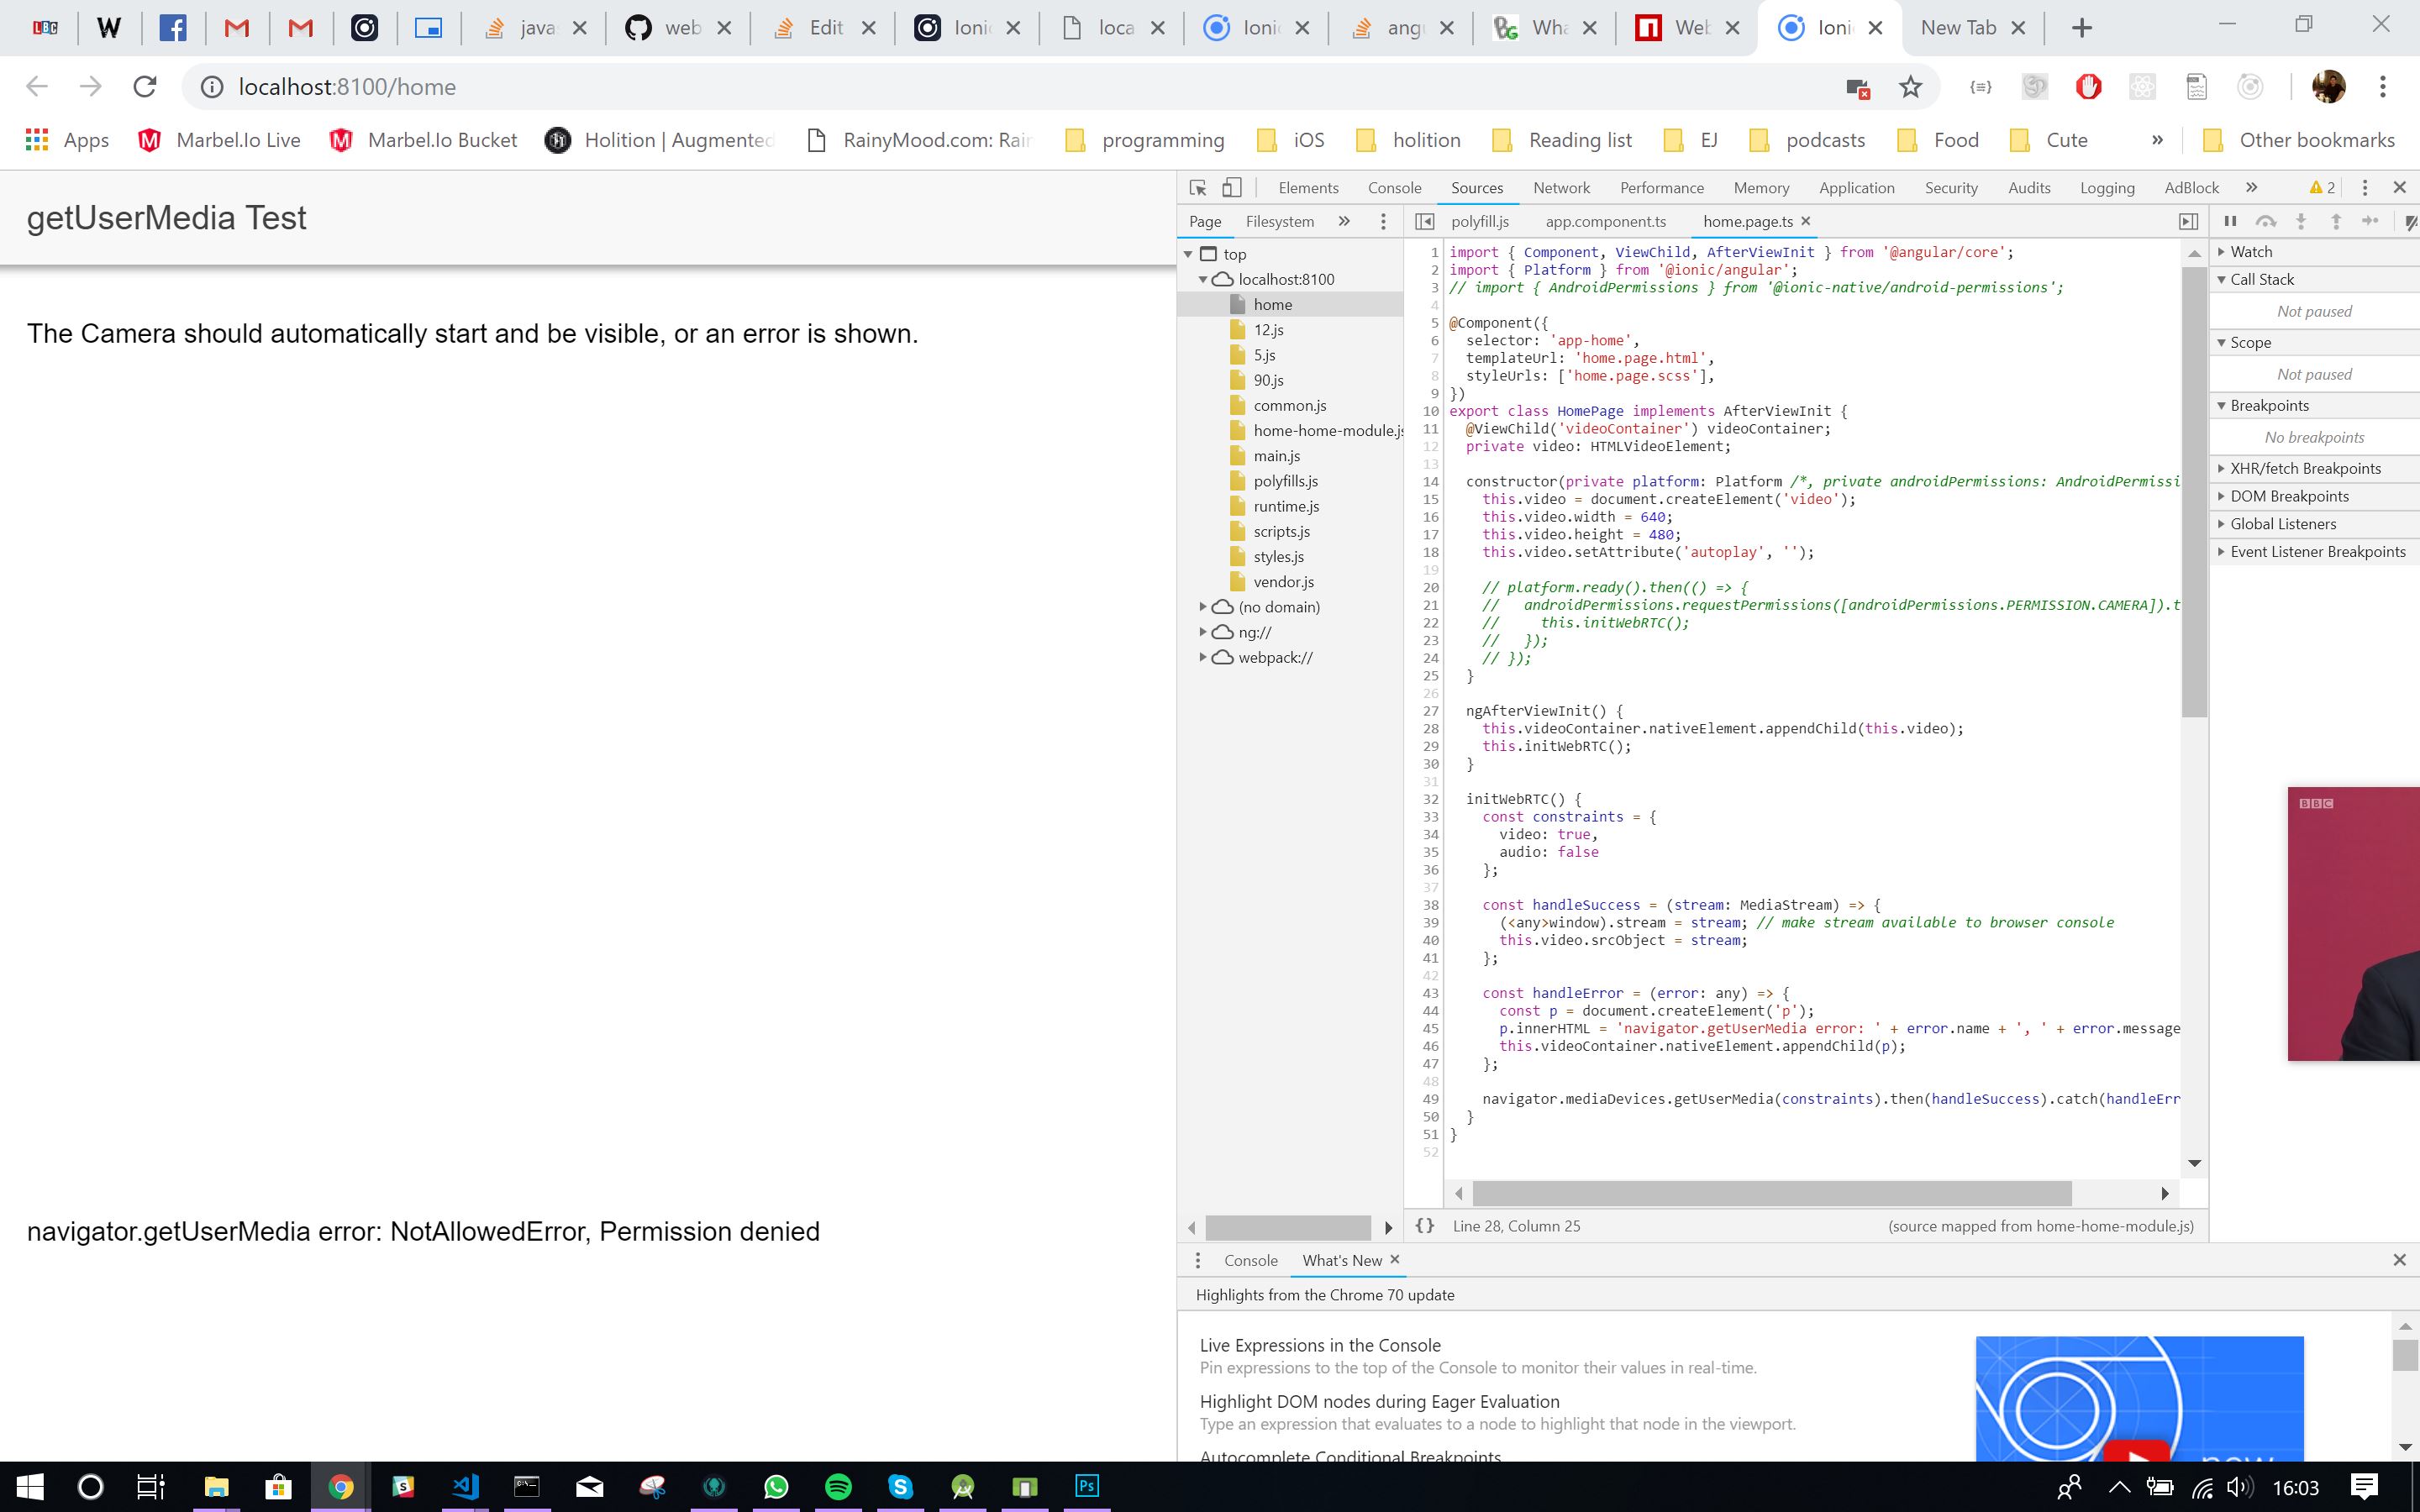 LBC W java web Edit Ionic loca Ionic angu Wha Web Ionic New Tab
localhost:8100/home
Apps Marbel.Io Live Marbel.Io Bucket Holition | Augmented RainyMood.com: Rain programming iOS holition Reading list EJ podcasts Food Cute » Other bookmarks
getUserMedia Test
The Camera should automatically start and be visible, or an error is shown.
navigator.getUserMedia error: NotAllowedError, Permission denied
Elements Console Sources Network Performance Memory Application Security Audits Logging AdBlock » 2
Page Filesystem » polyfill.js app.component.ts home.page.ts
top
localhost:8100
home
12.js
5.js
90.js
common.js
home-home-module.js
main.js
polyfills.js
runtime.js
scripts.js
styles.js
vendor.js
(no domain)
ng://
webpack://
1 import { Component, ViewChild, AfterViewInit } from '@angular/core';
2 import { Platform } from '@ionic/angular';
3 // import { AndroidPermissions } from '@ionic-native/android-permissions';
4
5 @Component({
6 selector: 'app-home',
7 templateUrl: 'home.page.html',
8 styleUrls: ['home.page.scss'],
9 })
10 export class HomePage implements AfterViewInit {
11 @ViewChild('videoContainer') videoContainer;
12 private video: HTMLVideoElement;
13
14 constructor(private platform: Platform /*, private androidPermissions: AndroidPermissi
15 this.video = document.createElement('video');
16 this.video.width = 640;
17 this.video.height = 480;
18 this.video.setAttribute('autoplay', '');
19
20 // platform.ready().then(() => {
21 // androidPermissions.requestPermissions([androidPermissions.PERMISSION.CAMERA]).t
22 // this.initWebRTC();
23 // });
24 // });
25 }
26
27 ngAfterViewInit() {
28 this.videoContainer.nativeElement.appendChild(this.video);
29 this.initWebRTC();
30 }
31
32 initWebRTC() {
33 const constraints = {
34 video: true,
35 audio: false
36 };
37
38 const handleSuccess = (stream: MediaStream) => {
39 (<any>window).stream = stream; // make stream available to browser console
40 this.video.srcObject = stream;
41 };
42
43 const handleError = (error: any) => {
44 const p = document.createElement('p');
45 p.innerHTML = 'navigator.getUserMedia error: ' + error.name + ', ' + error.message
46 this.videoContainer.nativeElement.appendChild(p);
47 };
48
49 navigator.mediaDevices.getUserMedia(constraints).then(handleSuccess).catch(handleErr
50 }
51 }
52
{} Line 28, Column 25 (source mapped from home-home-module.js)
Watch
Call Stack
Not paused
Scope
Not paused
Breakpoints
No breakpoints
XHR/fetch Breakpoints
DOM Breakpoints
Global Listeners
Event Listener Breakpoints
BBC
Console What's New
Highlights from the Chrome 70 update
Live Expressions in the Console
Pin expressions to the top of the Console to monitor their values in real-time.
Highlight DOM nodes during Eager Evaluation
Type an expression that evaluates to a node to highlight that node in the viewport.
Autocomplete Conditional Breakpoints
new
Ps 16:03